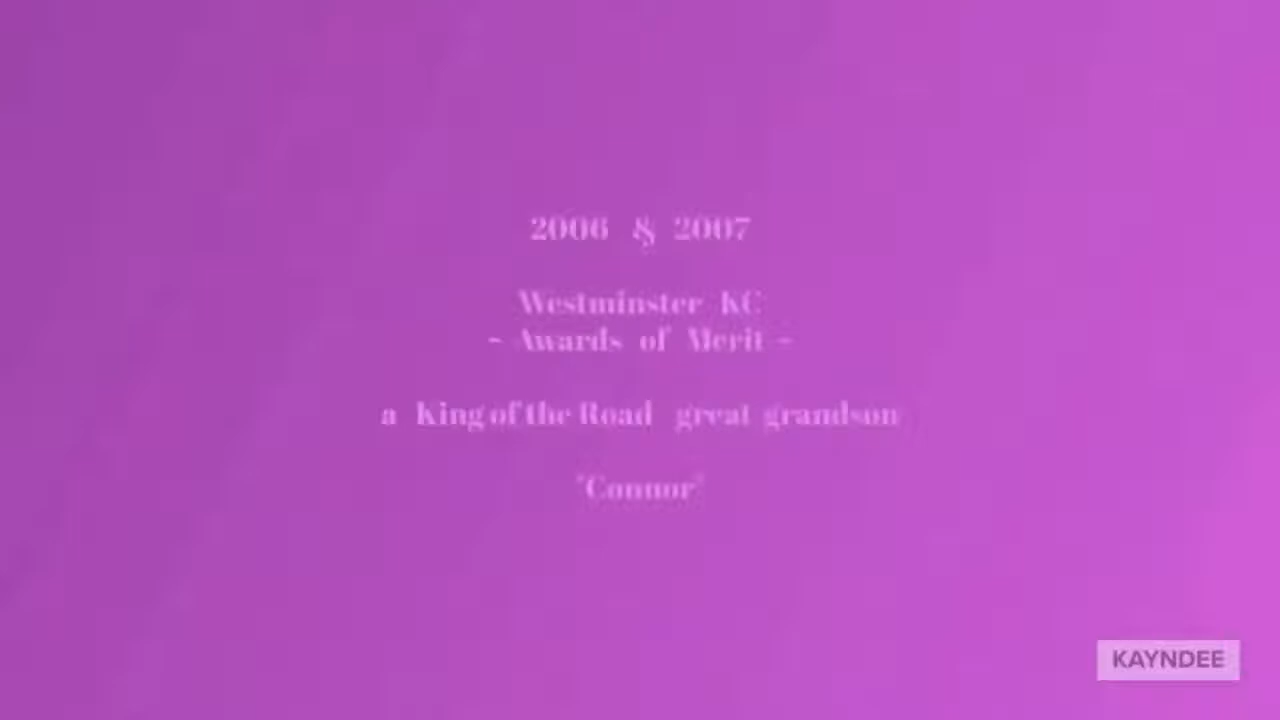 2006 & 2007
Westminster KC
~ Awards of Merit ~
a King of the Road great grandson
"Connor"
KAYNDEE